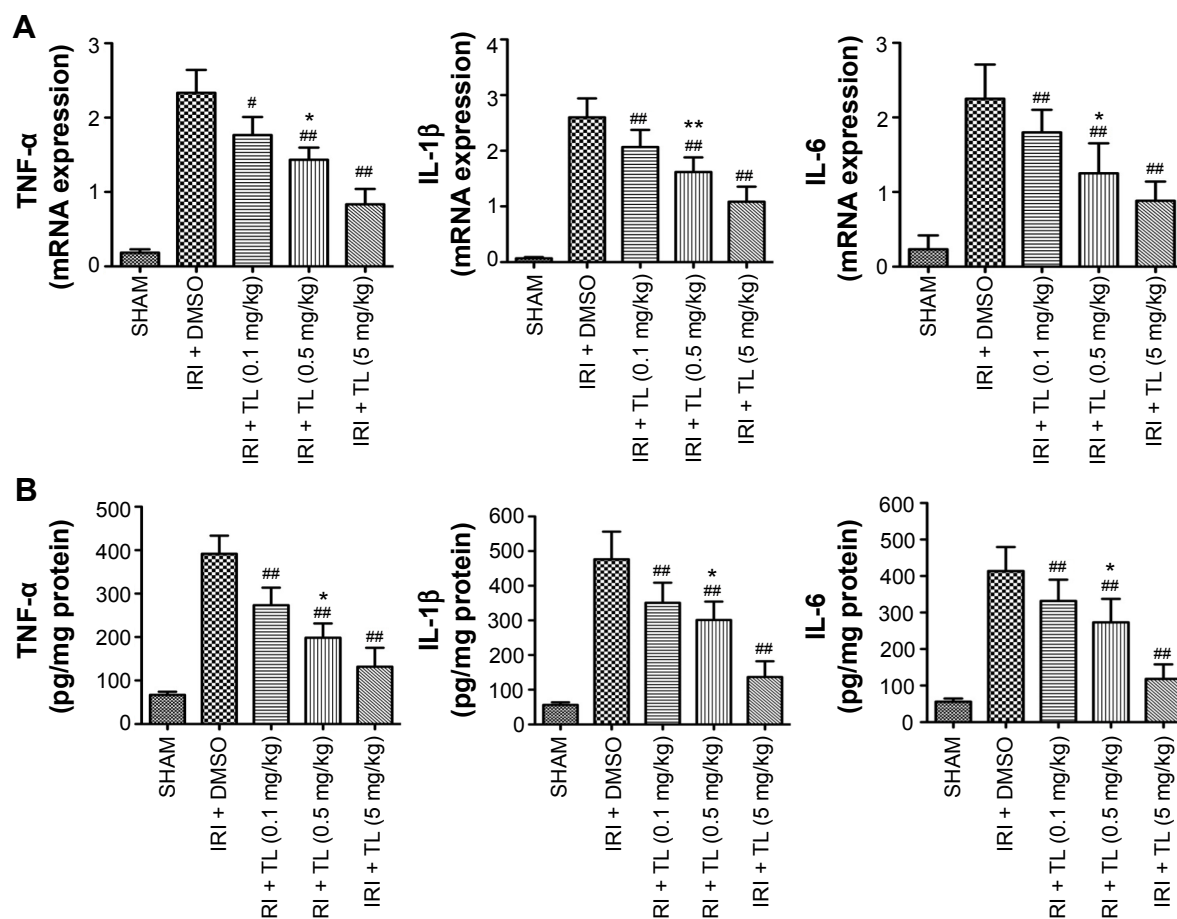 A
TNF-α
(mRNA expression)
3
2
1
0
#
*
##
##
SHAM
IRI + DMSO
IRI + TL (0.1 mg/kg)
IRI + TL (0.5 mg/kg)
IRI + TL (5 mg/kg)
IL-1β
(mRNA expression)
4
3
2
1
0
##
**
##
##
SHAM
IRI + DMSO
IRI + TL (0.1 mg/kg)
IRI + TL (0.5 mg/kg)
IRI + TL (5 mg/kg)
IL-6
(mRNA expression)
3
2
1
0
##
*
##
##
SHAM
IRI + DMSO
IRI + TL (0.1 mg/kg)
IRI + TL (0.5 mg/kg)
IRI + TL (5 mg/kg)
B
TNF-α
(pg/mg protein)
500
400
300
200
100
0
##
*
##
##
SHAM
IRI + DMSO
RI + TL (0.1 mg/kg)
RI + TL (0.5 mg/kg)
IRI + TL (5 mg/kg)
IL-1β
(pg/mg protein)
600
500
400
300
200
100
0
##
*
##
##
SHAM
IRI + DMSO
RI + TL (0.1 mg/kg)
RI + TL (0.5 mg/kg)
IRI + TL (5 mg/kg)
IL-6
(pg/mg protein)
600
500
400
300
200
100
0
##
*
##
##
SHAM
IRI + DMSO
RI + TL (0.1 mg/kg)
RI + TL (0.5 mg/kg)
IRI + TL (5 mg/kg)